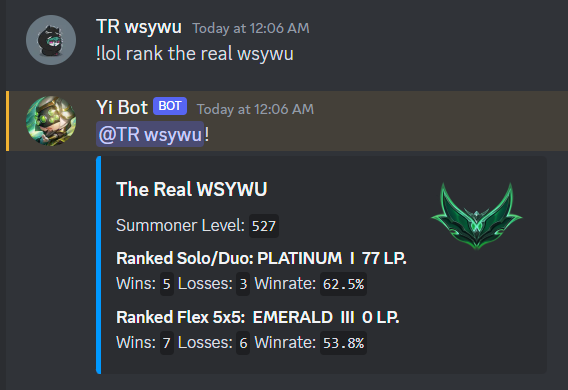 TR wsywu Today at 12:06 AM
!lol rank the real wsywu
Yi Bot BOT Today at 12:06 AM
@TR wsywu!
The Real WSYWU
Summoner Level: 527
Ranked Solo/Duo: PLATINUM I 77 LP.
Wins: 5 Losses: 3 Winrate: 62.5%
Ranked Flex 5x5: EMERALD III 0 LP.
Wins: 7 Losses: 6 Winrate: 53.8%